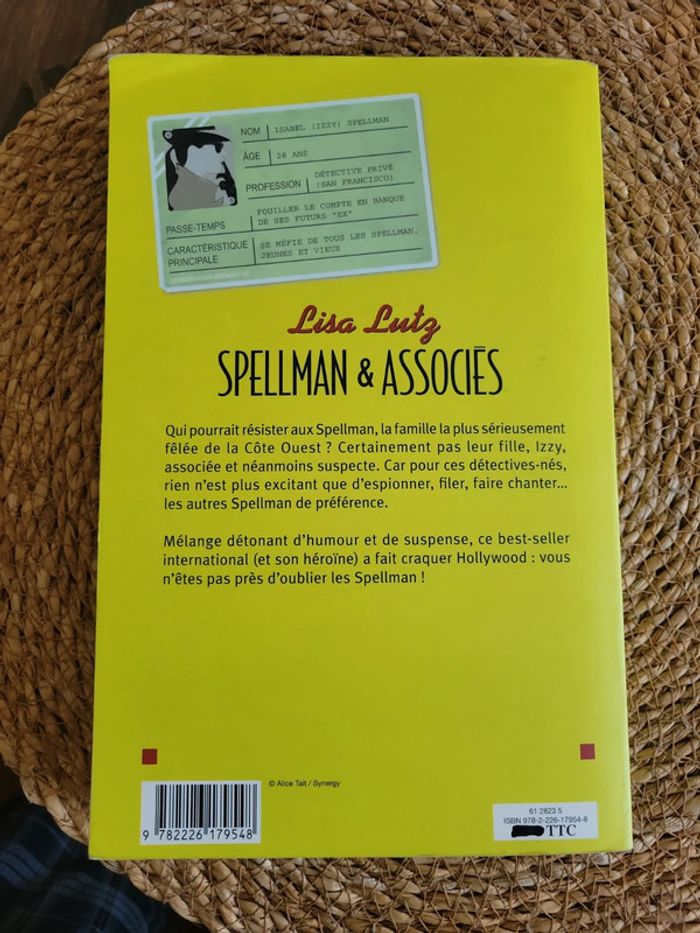 NOM ISABEL (IZZY) SPELLMAN
ÂGE 28 ANS
PROFESSION DÉTECTIVE PRIVÉ
(SAN FRANCISCO)
PASSE-TEMPS FOUILLER LE COMPTE EN BANQUE
DE SES FUTURS "EX"
CARACTÉRISTIQUE
PRINCIPALE
SE MÉFIE DE TOUS LES SPELLMAN,
JEUNES ET VIEUX
Lisa Lutz
SPELLMAN & ASSOCIÉS
Qui pourrait résister aux Spellman, la famille la plus sérieusement
fêlée de la Côte Ouest ? Certainement pas leur fille, Izzy,
associée et néanmoins suspecte. Car pour ces détectives-nés,
rien n'est plus excitant que d'espionner, filer, faire chanter...
les autres Spellman de préférence.
Mélange détonant d'humour et de suspense, ce best-seller
international (et son héroïne) a fait craquer Hollywood : vous
n'êtes pas près d'oublier les Spellman !
© Alice Tait / Synergy
9 782226 179548
61 2823 5
ISBN 978-2-226-17954-8
TTC